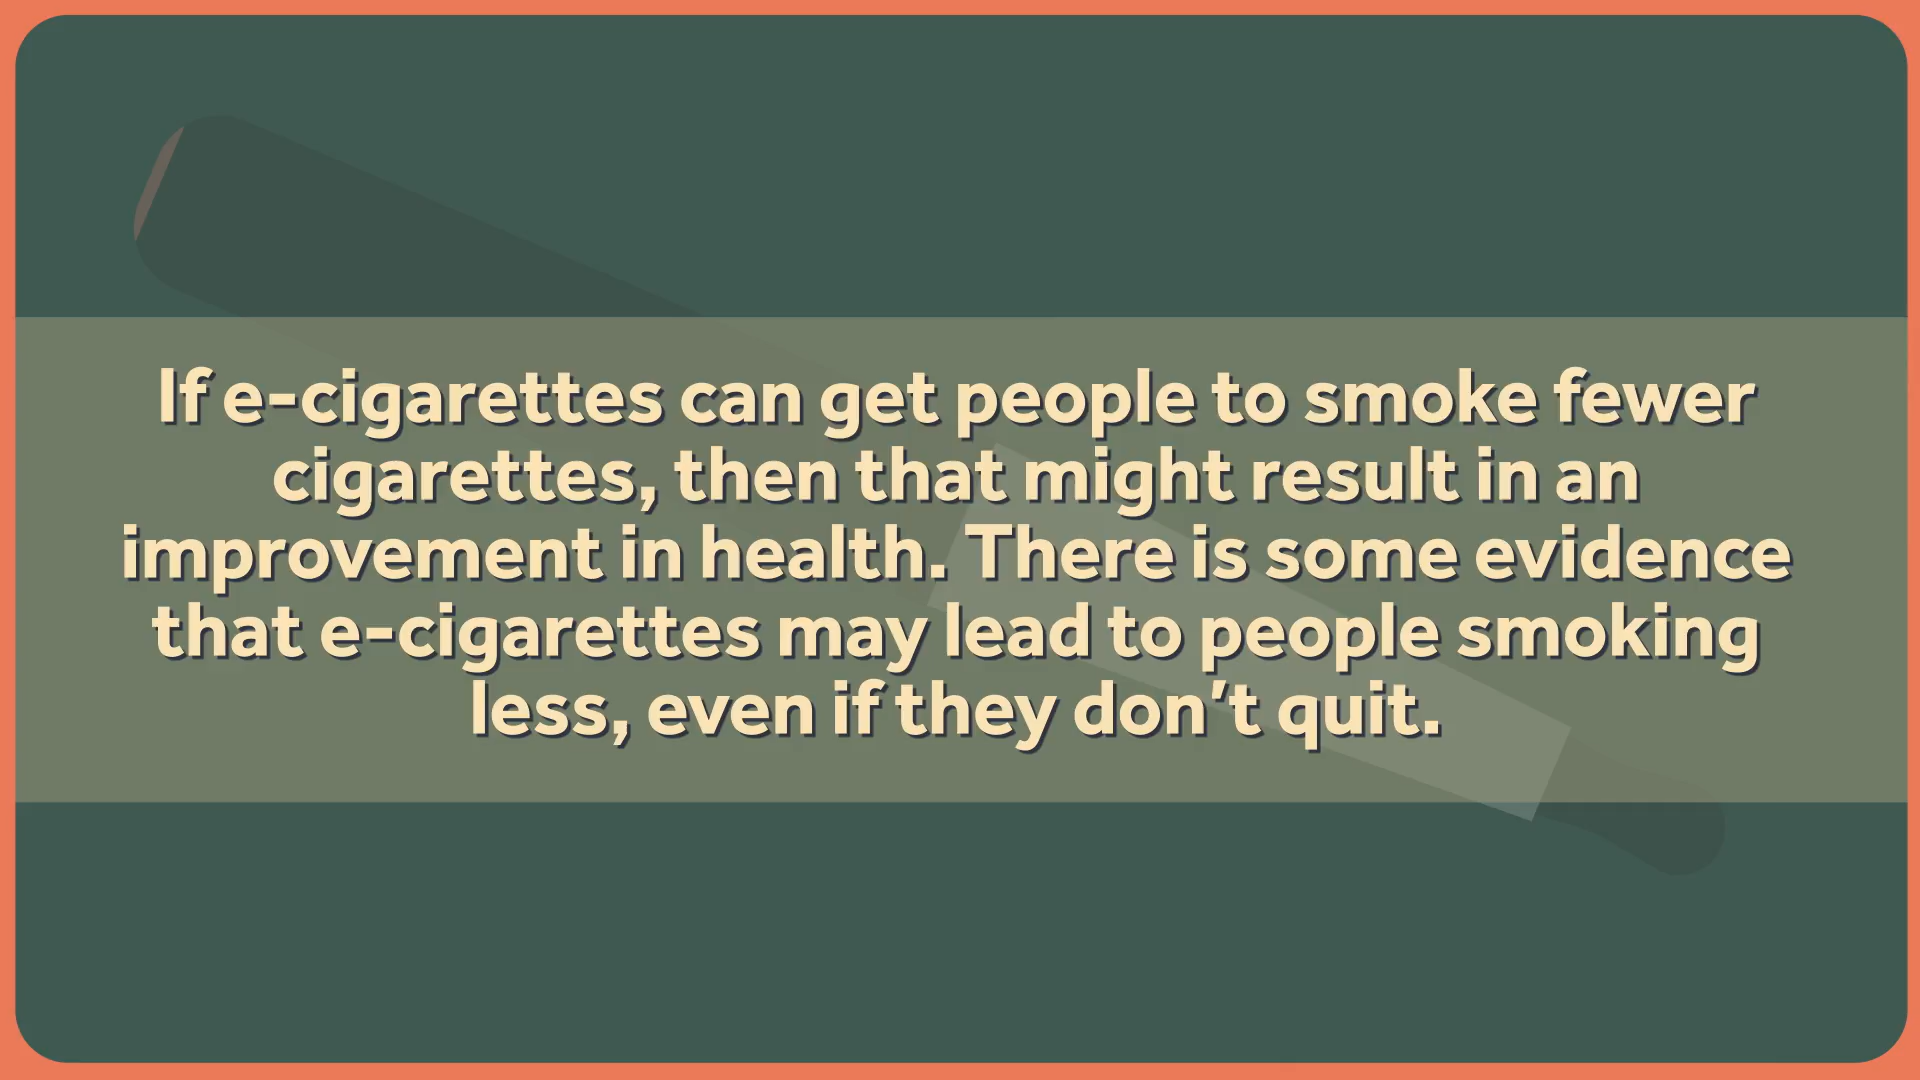 If e-cigarettes can get people to smoke fewer
cigarettes, then that might result in an
improvement in health. There is some evidence
that e-cigarettes may lead to people smoking
less, even if they don't quit.